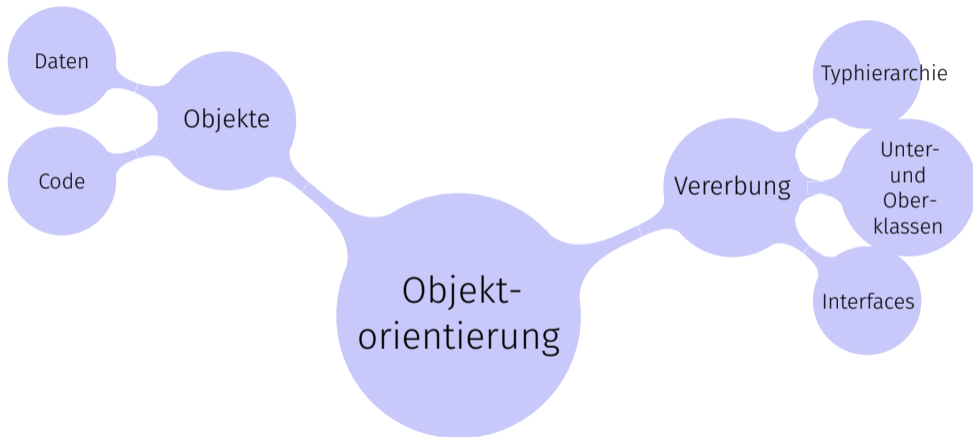 Daten
Code
Objekte
Objekt-
orientierung
Vererbung
Typhierarchie
Unter-
und
Ober-
klassen
Interfaces